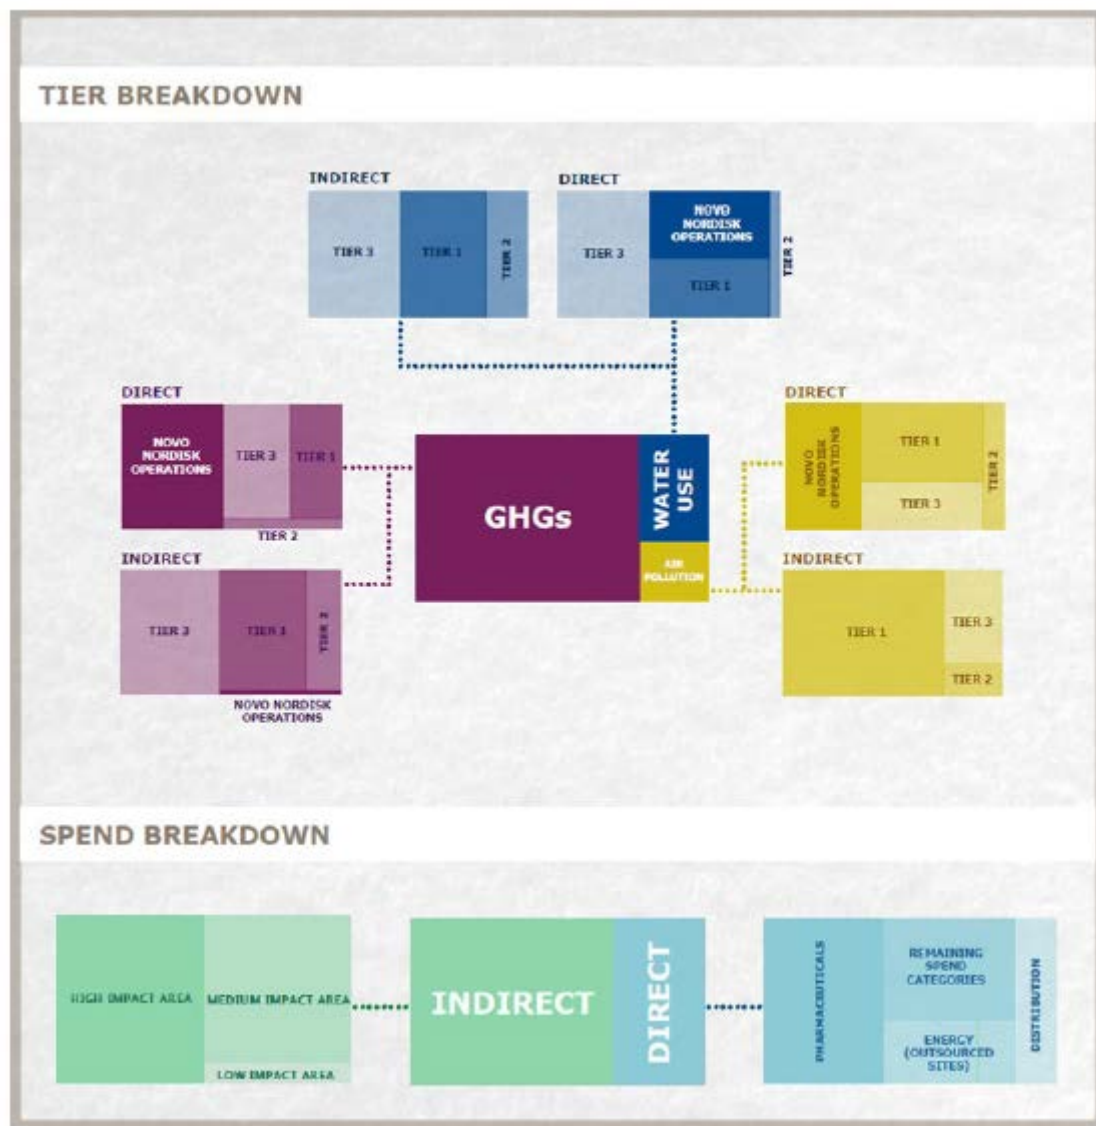 TIER BREAKDOWN
INDIRECT
TIER 3
TIER 1
TIER 2
DIRECT
TIER 3
NOVO
NORDISK
OPERATIONS
TIER 1
TIER 2
DIRECT
NOVO
NORDISK
OPERATIONS
TIER 3
TIER 1
TIER 2
INDIRECT
TIER 3
TIER 1
TIER 2
NOVO NORDISK
OPERATIONS
GHGs
WATER
USE
AIR
POLLUTION
DIRECT
NOVO
NORDISK
OPERATIONS
TIER 1
TIER 3
TIER 2
INDIRECT
TIER 1
TIER 3
TIER 2
SPEND BREAKDOWN
HIGH IMPACT AREA
MEDIUM IMPACT AREA
LOW IMPACT AREA
INDIRECT
DIRECT
PHARMACEUTICALS
REMAINING
SPEND
CATEGORIES
ENERGY
(OUTSOURCED
SITES)
DISTRIBUTION